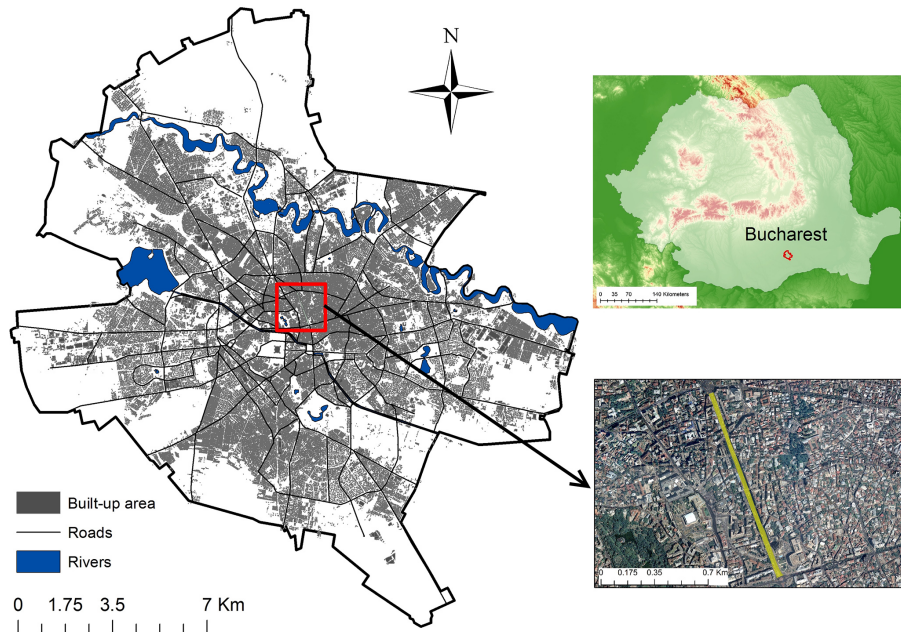 N
Bucharest
0 35 70 140 Kilometers
Built-up area
Roads
Rivers
0 1.75 3.5 7 Km
0 0.175 0.35 0.7 Km